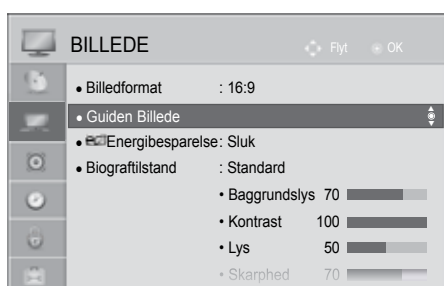 BILLEDE
Flyt OK
• Billedformat : 16:9
• Guiden Billede
• Energibesparelse: Sluk
• Biograftilstand : Standard
• Baggrundslys 70
• Kontrast 100
• Lys 50
• Skarphed 70